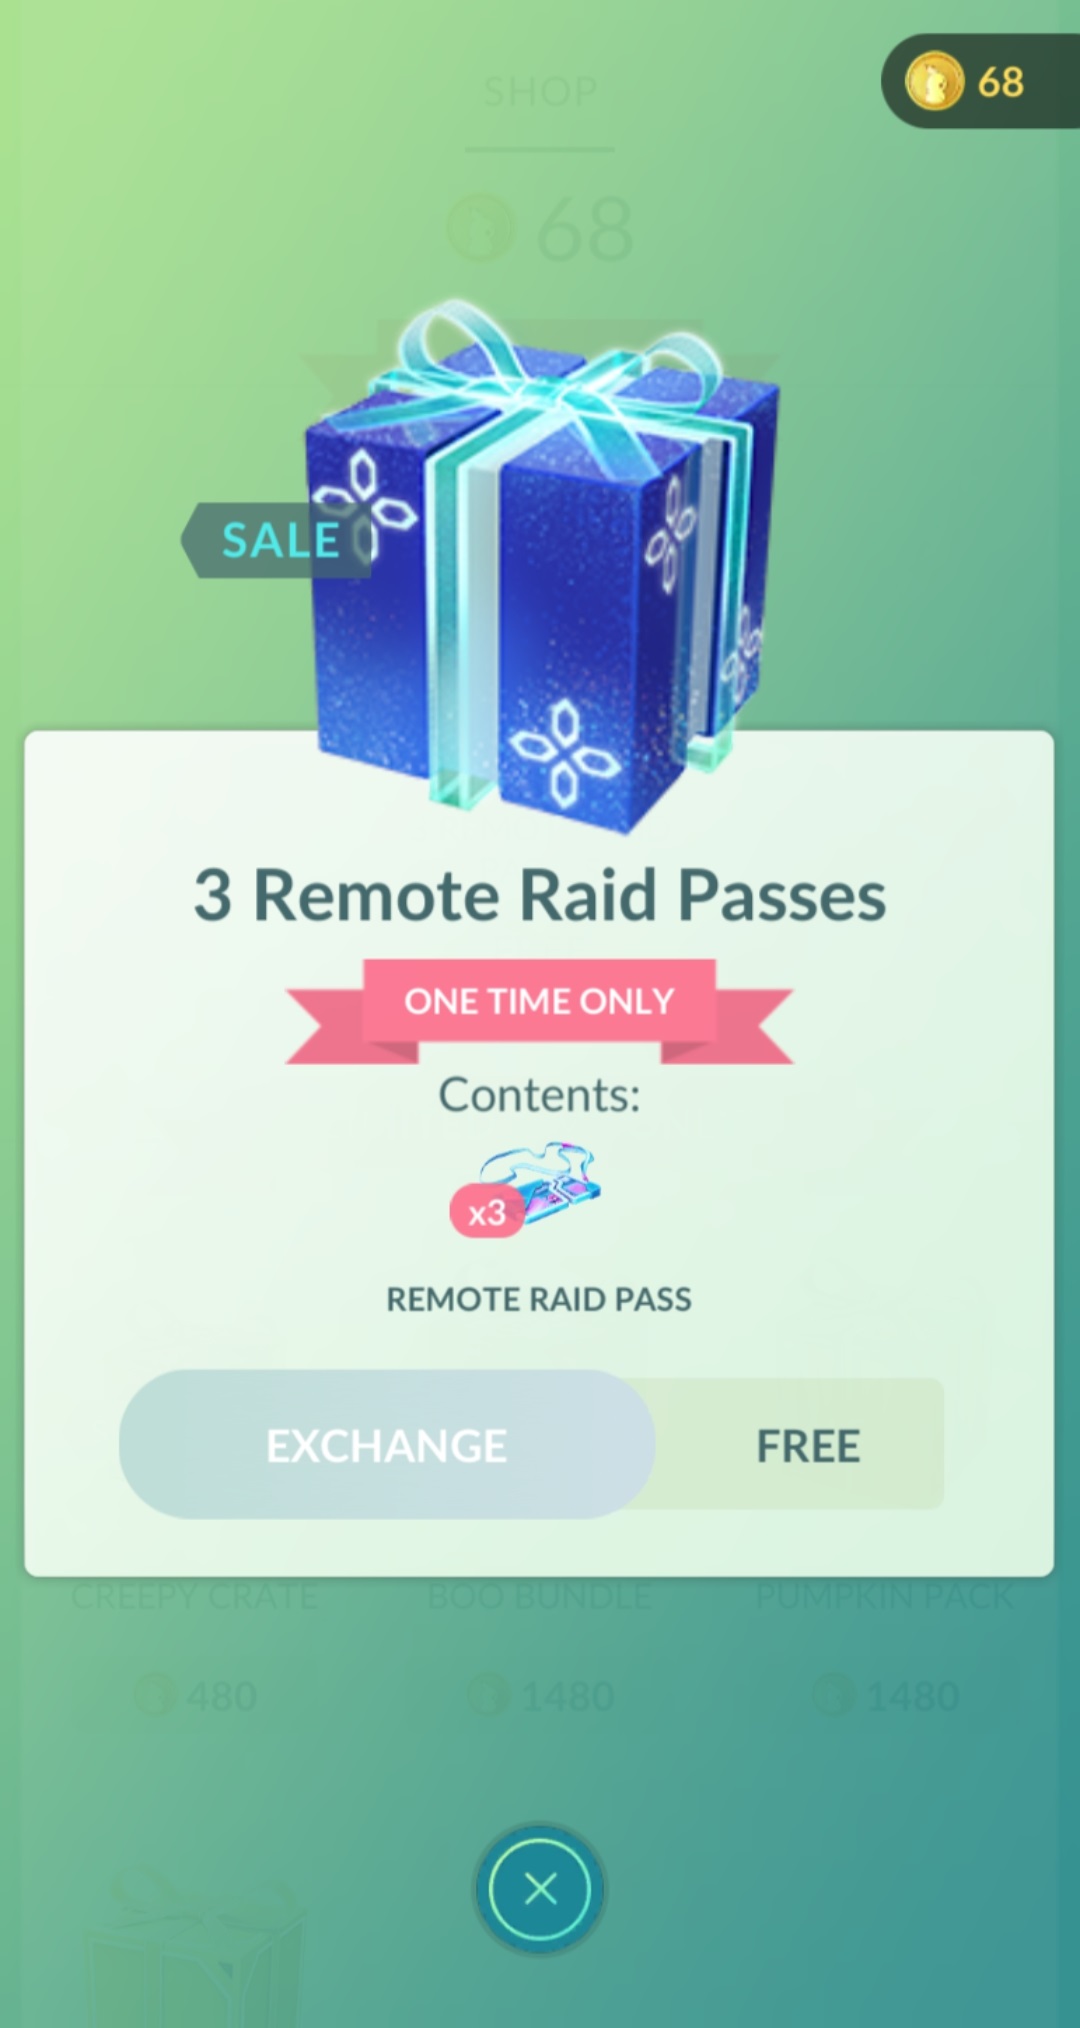 68
SHOP
68
SALE
3 Remote Raid Passes
ONE TIME ONLY
Contents:
x3
REMOTE RAID PASS
EXCHANGE FREE
CREEPY CRATE BOO BUNDLE PUMPKIN PACK
480 1480 1480